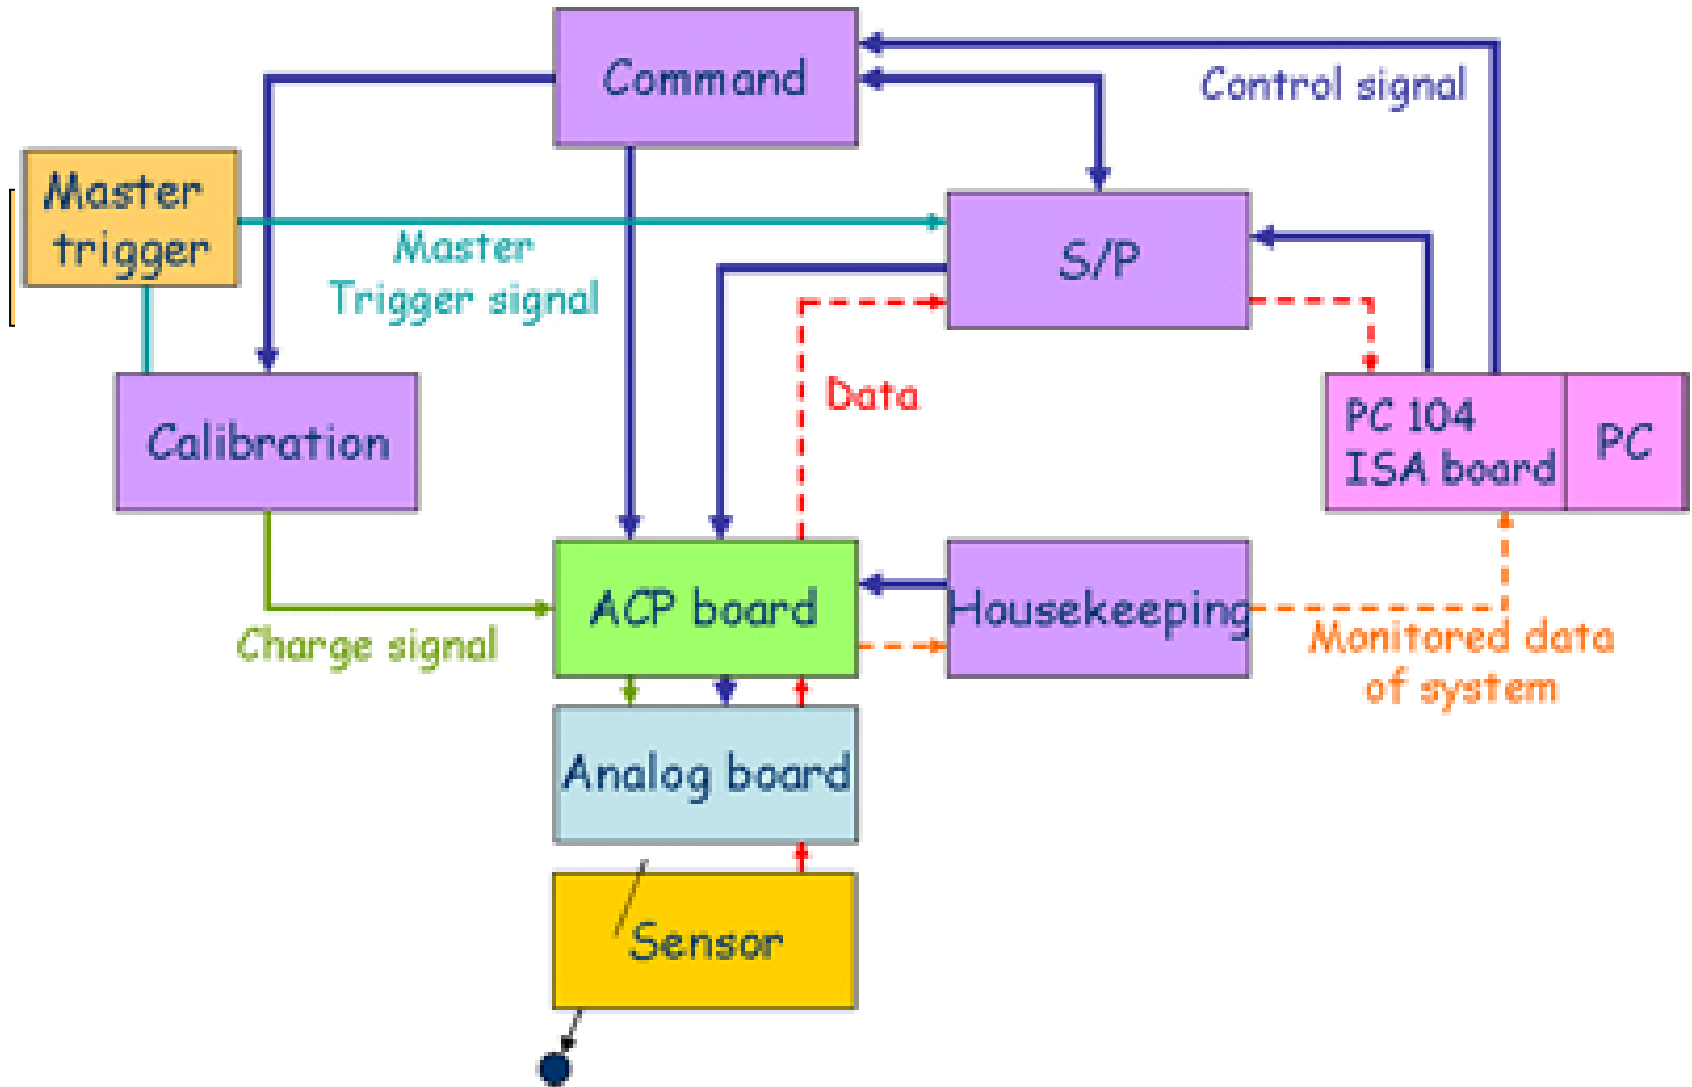 Command
Control signal
Master
trigger
Master
Trigger signal
S/P
Data
Calibration
PC 104
ISA board
PC
ACP board
Housekeeping
Charge signal
Monitored data
of system
Analog board
Sensor